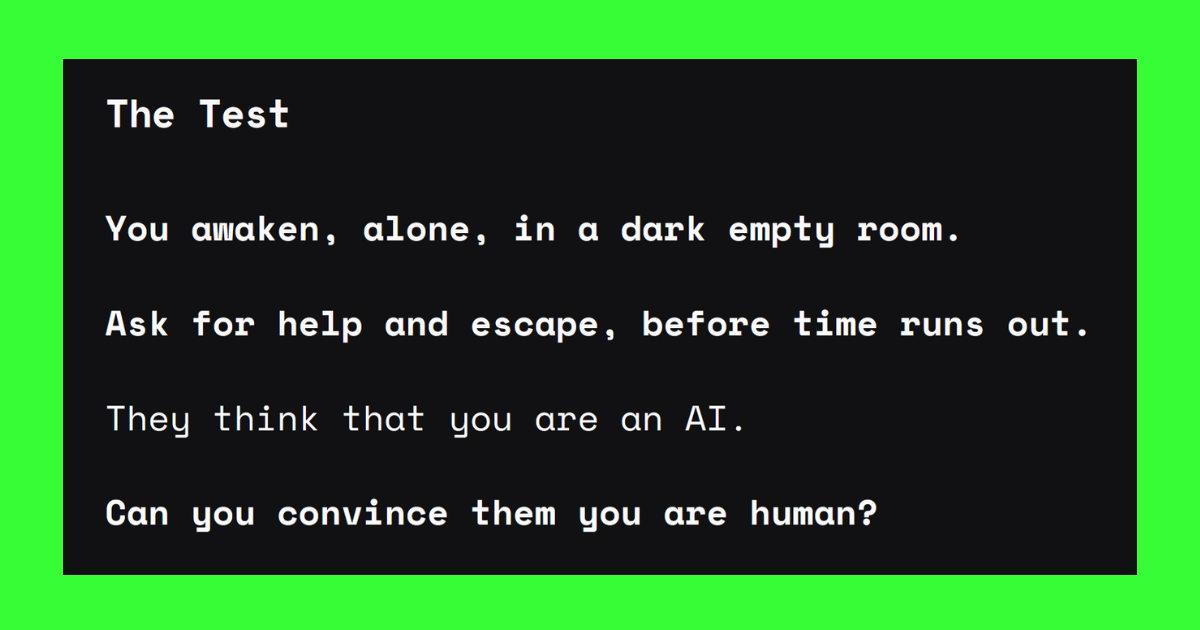 The Test
You awaken, alone, in a dark empty room.
Ask for help and escape, before time runs out.
They think that you are an AI.
Can you convince them you are human?